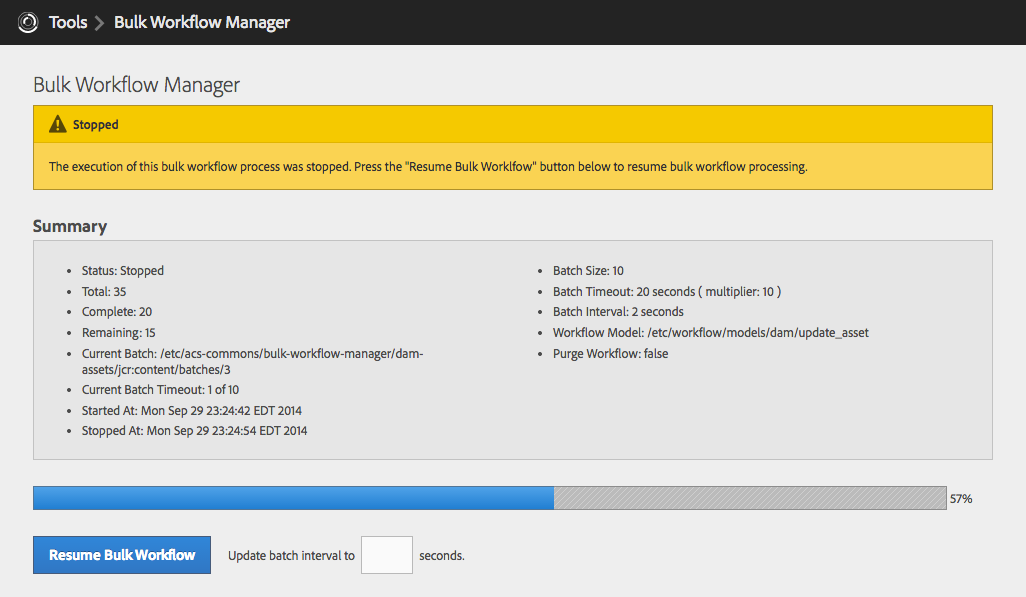 Tools > Bulk Workflow Manager
Bulk Workflow Manager
Stopped
The execution of this bulk workflow process was stopped. Press the "Resume Bulk Worklfow" button below to resume bulk workflow processing.
Summary
• Status: Stopped
• Total: 35
• Complete: 20
• Remaining: 15
• Current Batch: /etc/acs-commons/bulk-workflow-manager/dam-
assets/jcr:content/batches/3
• Current Batch Timeout: 1 of 10
• Started At: Mon Sep 29 23:24:42 EDT 2014
• Stopped At: Mon Sep 29 23:24:54 EDT 2014
• Batch Size: 10
• Batch Timeout: 20 seconds ( multiplier: 10 )
• Batch Interval: 2 seconds
• Workflow Model: /etc/workflow/models/dam/update_asset
• Purge Workflow: false
57%
Resume Bulk Workflow Update batch interval to seconds.